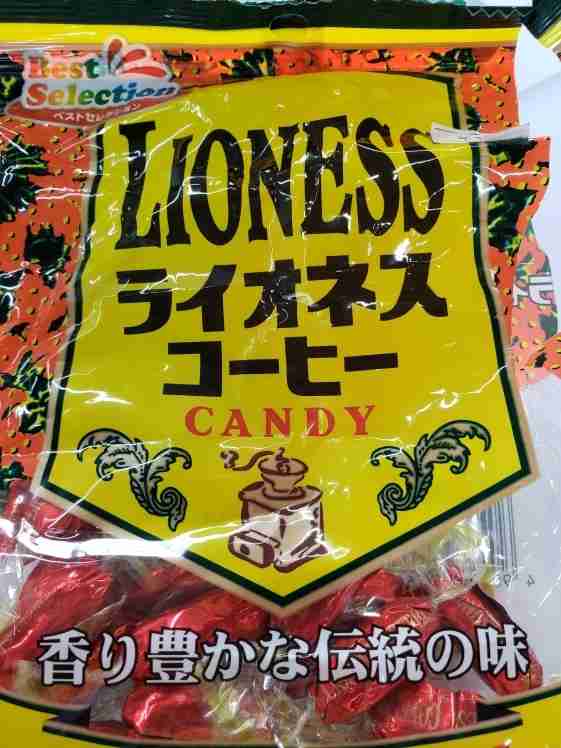 Best
Selection
ベストセレクション
LIONESS
ライオネス
コーヒー
CANDY
香り豊かな伝統の味